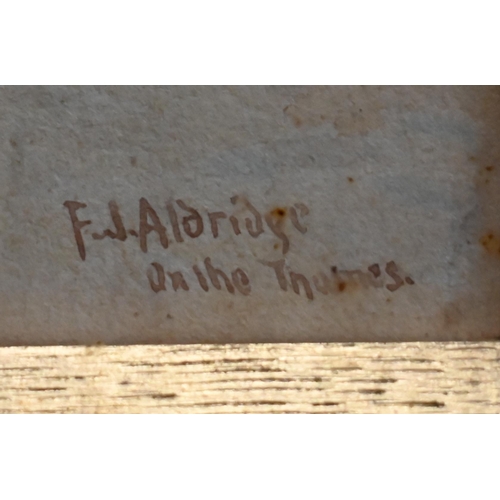 F.J. Aldridge
On the Thames.